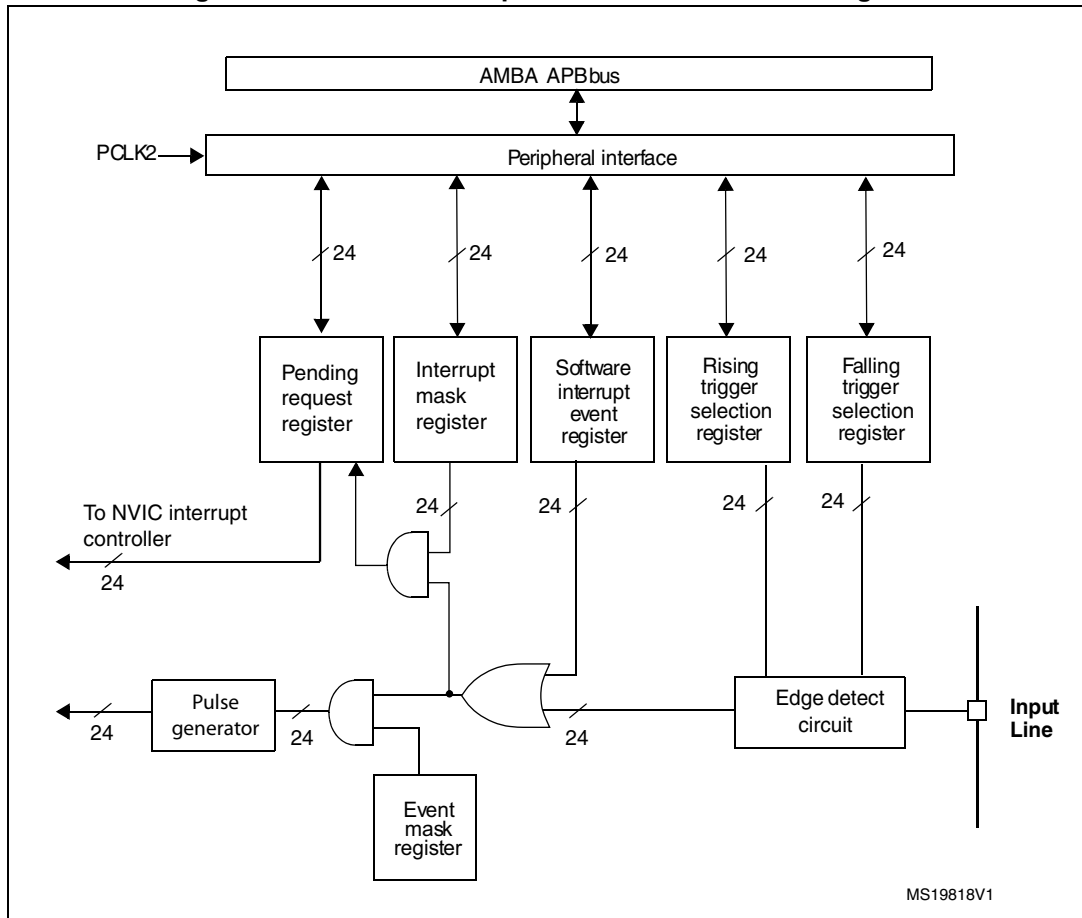 AMBA APB bus
PCLK2
Peripheral interface
24
24
24
24
24
Pending
request
register
Interrupt
mask
register
Software
interrupt
event
register
Rising
trigger
selection
register
Falling
trigger
selection
register
24
24
24
24
To NVIC interrupt
controller
24
Pulse
generator
24
24
24
Edge detect
circuit
Input
Line
Event
mask
register
MS19818V1